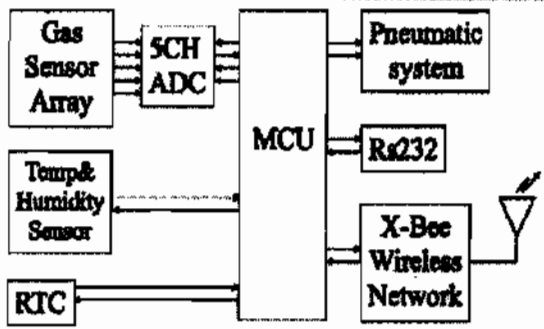 Gas
Sensor
Array
5CH
ADC
MCU
Pneumatic
system
Rs232
Temp&
Humidity
Sensor
X-Bee
Wireless
Network
RTC